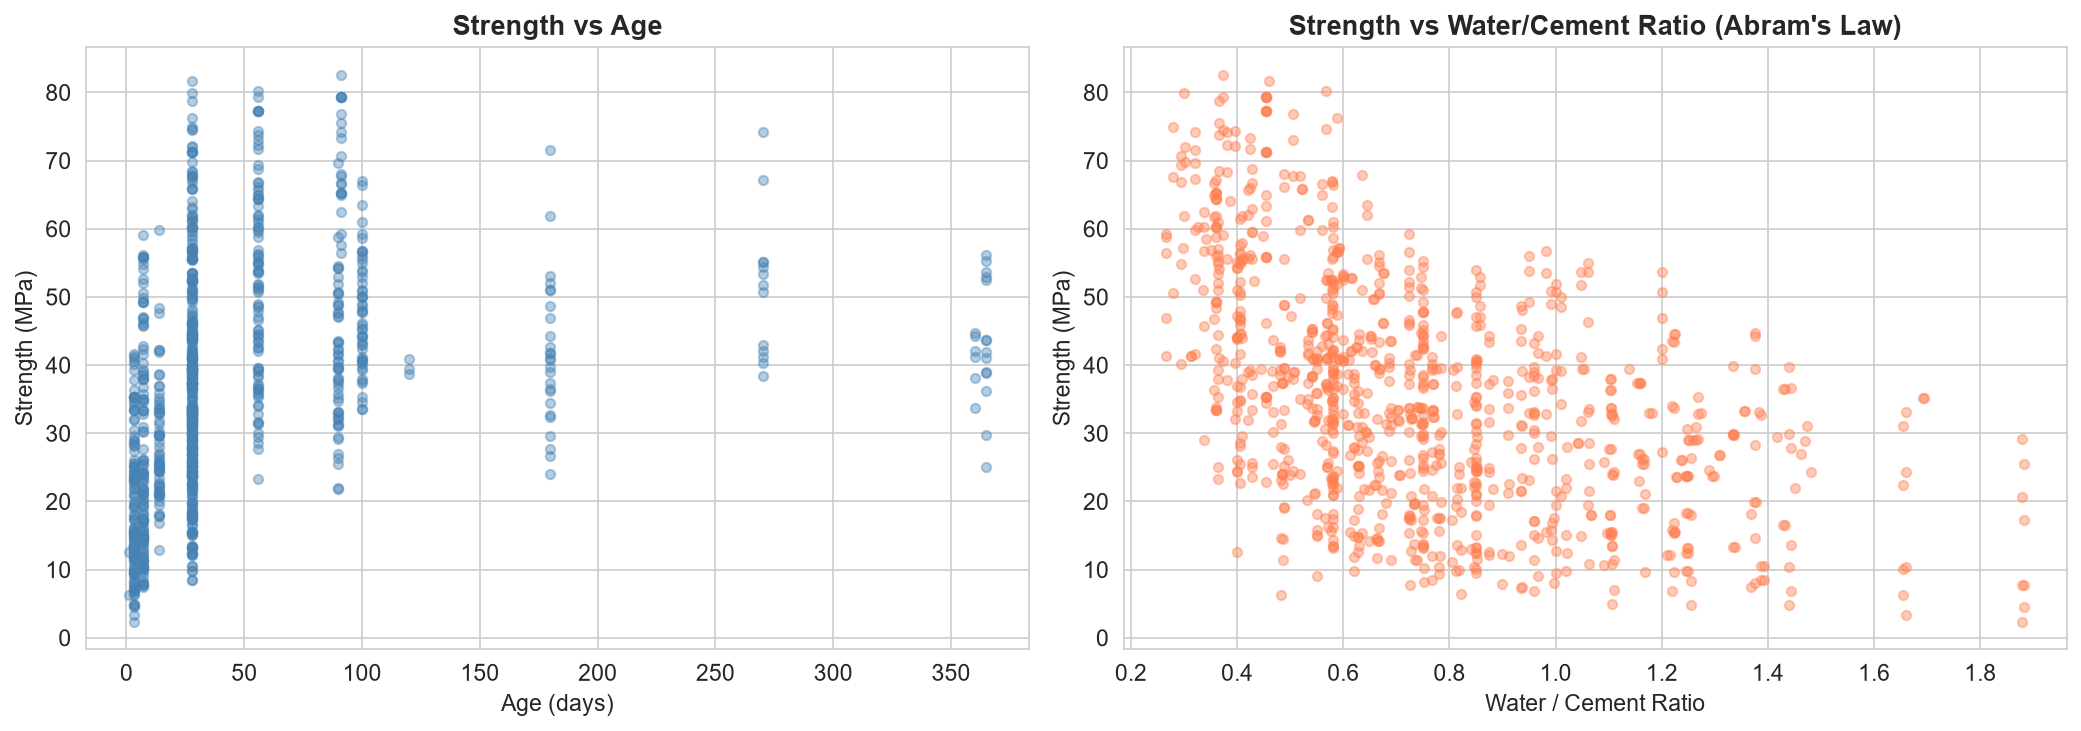 Strength vs Age
Strength (MPa)
80
70
60
50
40
30
20
10
0
0 50 100 150 200 250 300 350
Age (days)
Strength vs Water/Cement Ratio (Abram's Law)
Strength (MPa)
80
70
60
50
40
30
20
10
0
0.2 0.4 0.6 0.8 1.0 1.2 1.4 1.6 1.8
Water / Cement Ratio